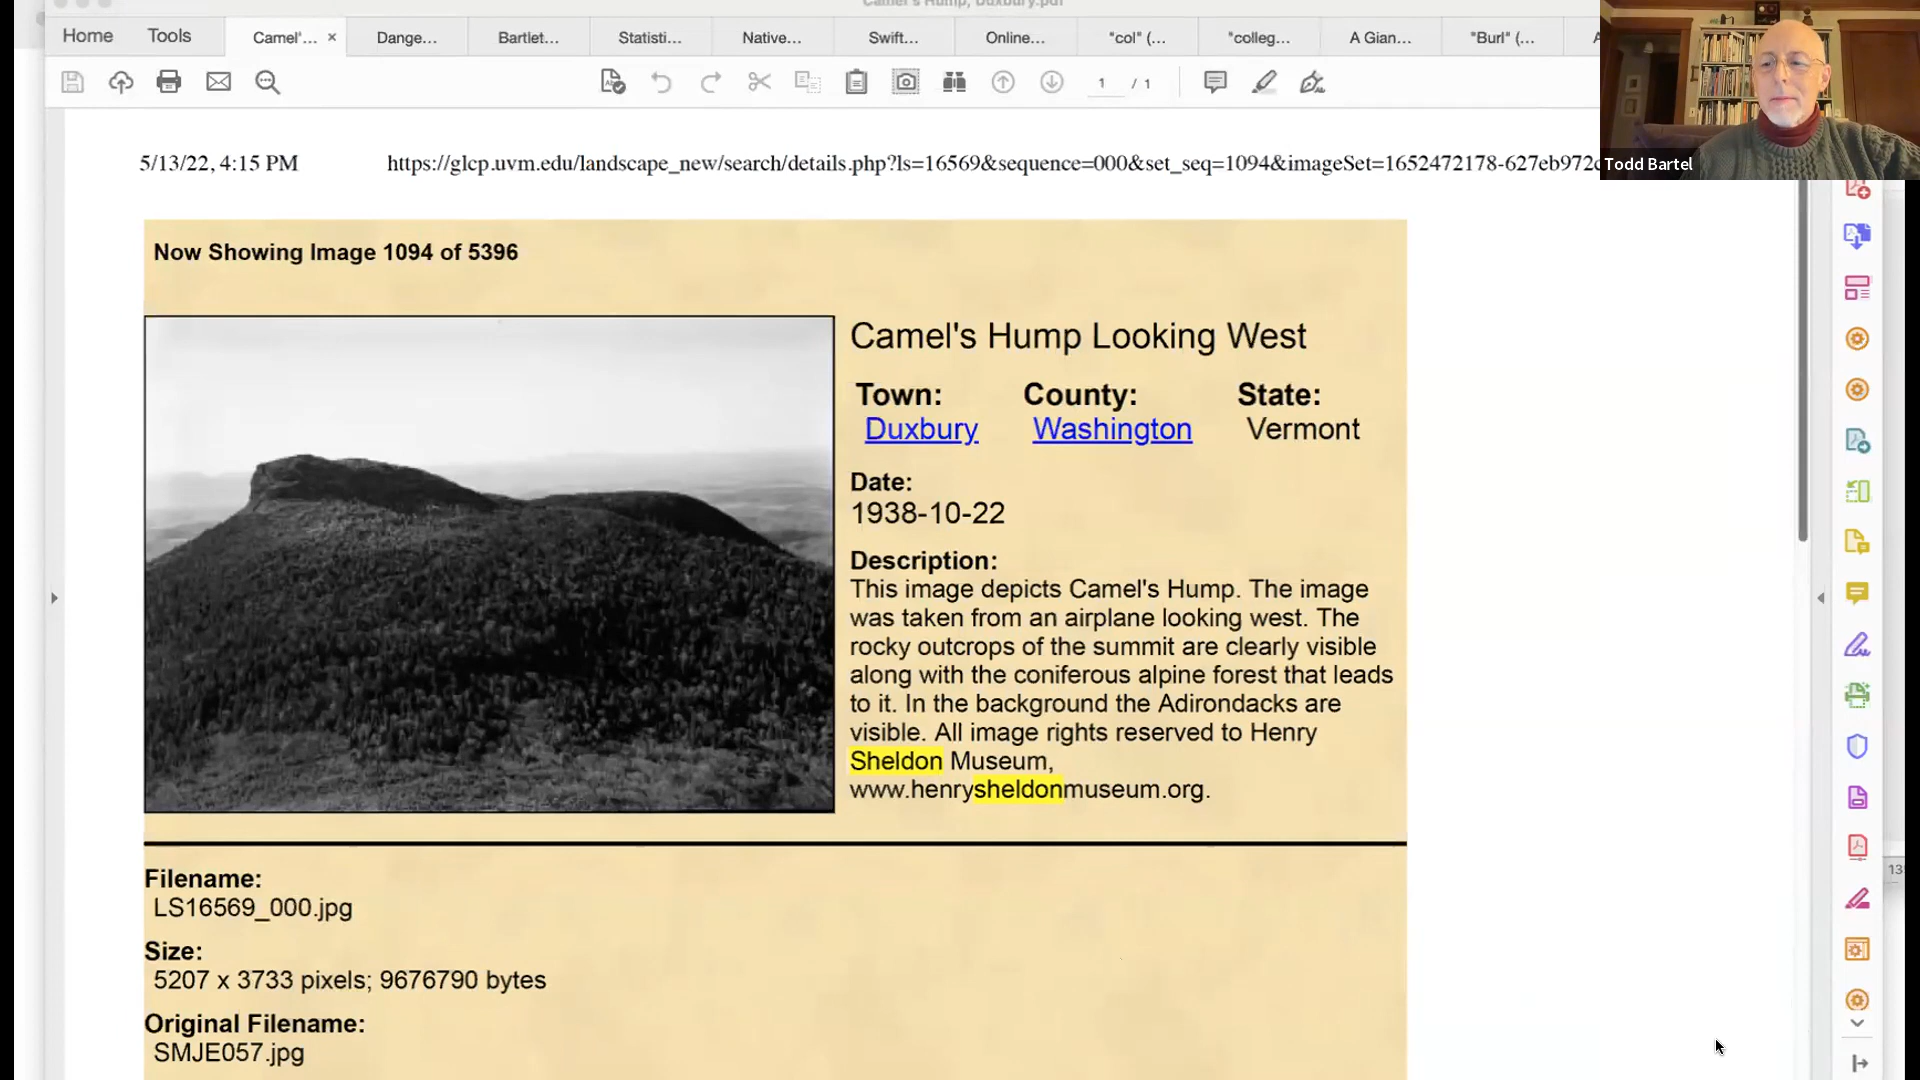 Camel's Hump, Duxbury.pdf
Home Tools Camel'... × Dange... Bartlet... Statisti... Native... Swift... Online... "col" (... "colleg... A Gian... "Burl" (...
1 / 1
Todd Bartel
5/13/22, 4:15 PM https://glcp.uvm.edu/landscape_new/search/details.php?ls=16569&sequence=000&set_seq=1094&imageSet=1652472178-627eb972
Now Showing Image 1094 of 5396
Camel's Hump Looking West
Town: County: State:
Duxbury Washington Vermont
Date:
1938-10-22
Description:
This image depicts Camel's Hump. The image
was taken from an airplane looking west. The
rocky outcrops of the summit are clearly visible
along with the coniferous alpine forest that leads
to it. In the background the Adirondacks are
visible. All image rights reserved to Henry
Sheldon Museum,
www.henrysheldonmuseum.org.
Filename:
LS16569_000.jpg
Size:
5207 x 3733 pixels; 9676790 bytes
Original Filename:
SMJE057.jpg